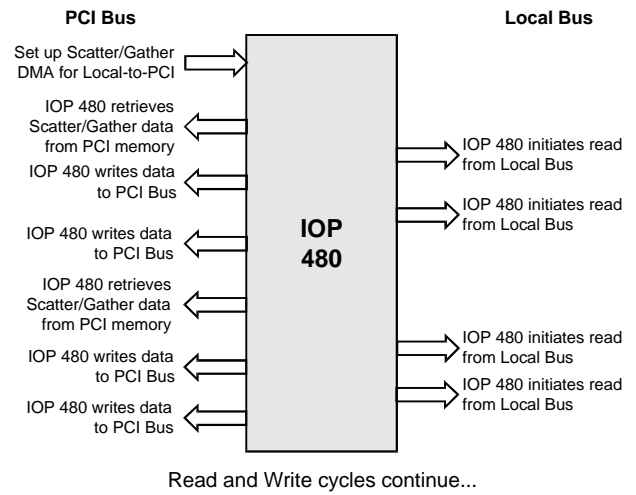 PCI Bus
Local Bus
Set up Scatter/Gather
DMA for Local-to-PCI
IOP 480 retrieves
Scatter/Gather data
from PCI memory
IOP 480 writes data
to PCI Bus
IOP 480 writes data
to PCI Bus
IOP 480 retrieves
Scatter/Gather data
from PCI memory
IOP 480 writes data
to PCI Bus
IOP 480 writes data
to PCI Bus
IOP
480
IOP 480 initiates read
from Local Bus
IOP 480 initiates read
from Local Bus
IOP 480 initiates read
from Local Bus
IOP 480 initiates read
from Local Bus
Read and Write cycles continue...